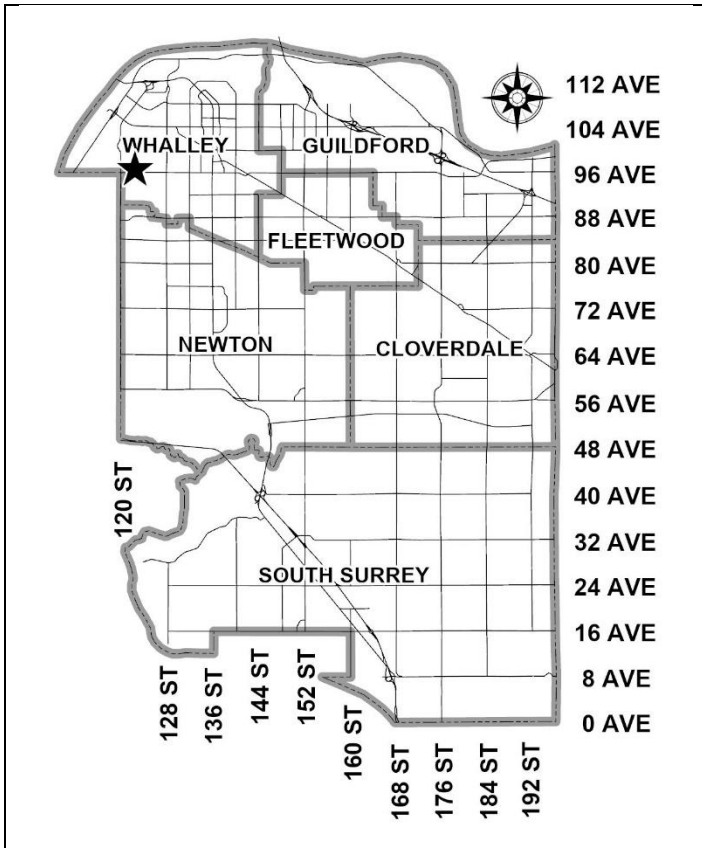 112 AVE
104 AVE
WHALLEY
GUILDFORD
96 AVE
88 AVE
FLEETWOOD
80 AVE
72 AVE
NEWTON
CLOVERDALE
64 AVE
56 AVE
48 AVE
120 ST
40 AVE
32 AVE
SOUTH SURREY
24 AVE
16 AVE
128 ST
136 ST
144 ST
152 ST
160 ST
8 AVE
0 AVE
168 ST
176 ST
184 ST
192 ST